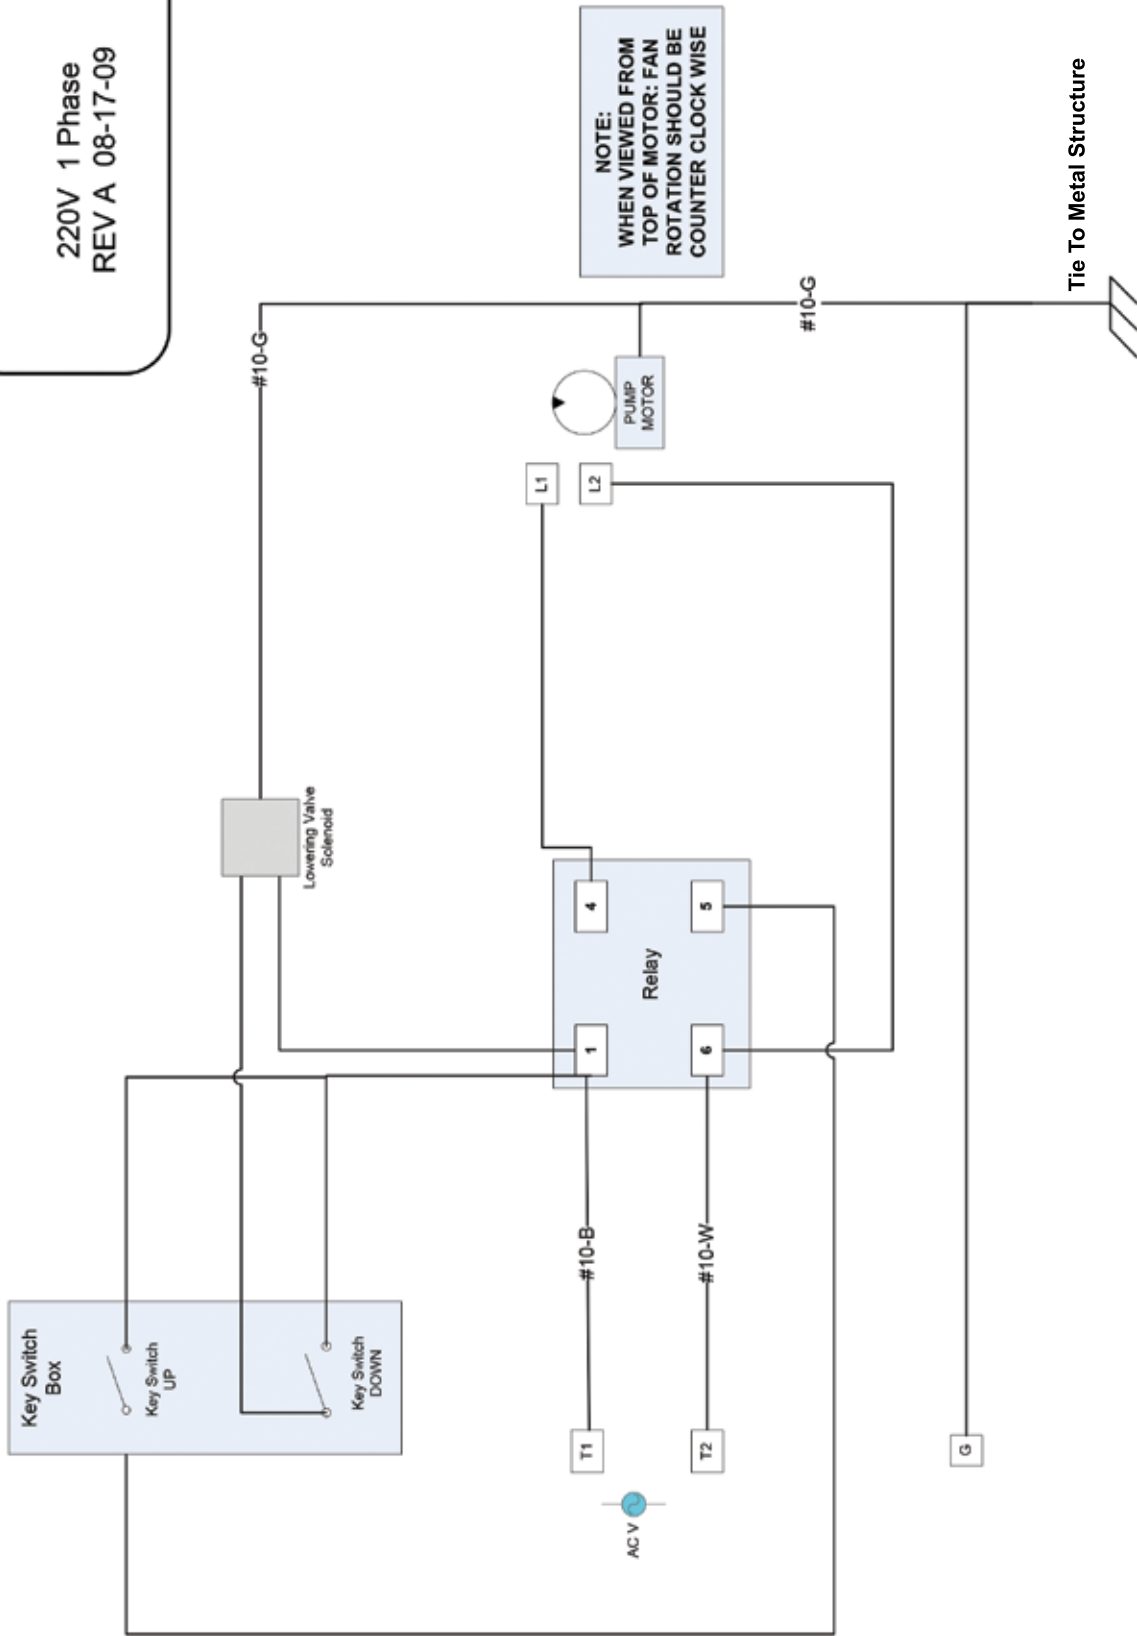 220V 1 Phase
REV A 08-17-09
Key Switch
Box
Key Switch
UP
Key Switch
DOWN
#10-G
Lowering Valve
Solenoid
NOTE:
WHEN VIEWED FROM
TOP OF MOTOR: FAN
ROTATION SHOULD BE
COUNTER CLOCK WISE
L1
L2
PUMP
MOTOR
T1
#10-B
1
4
Relay
AC V
T2
#10-W
6
5
#10-G
G
Tie To Metal Structure